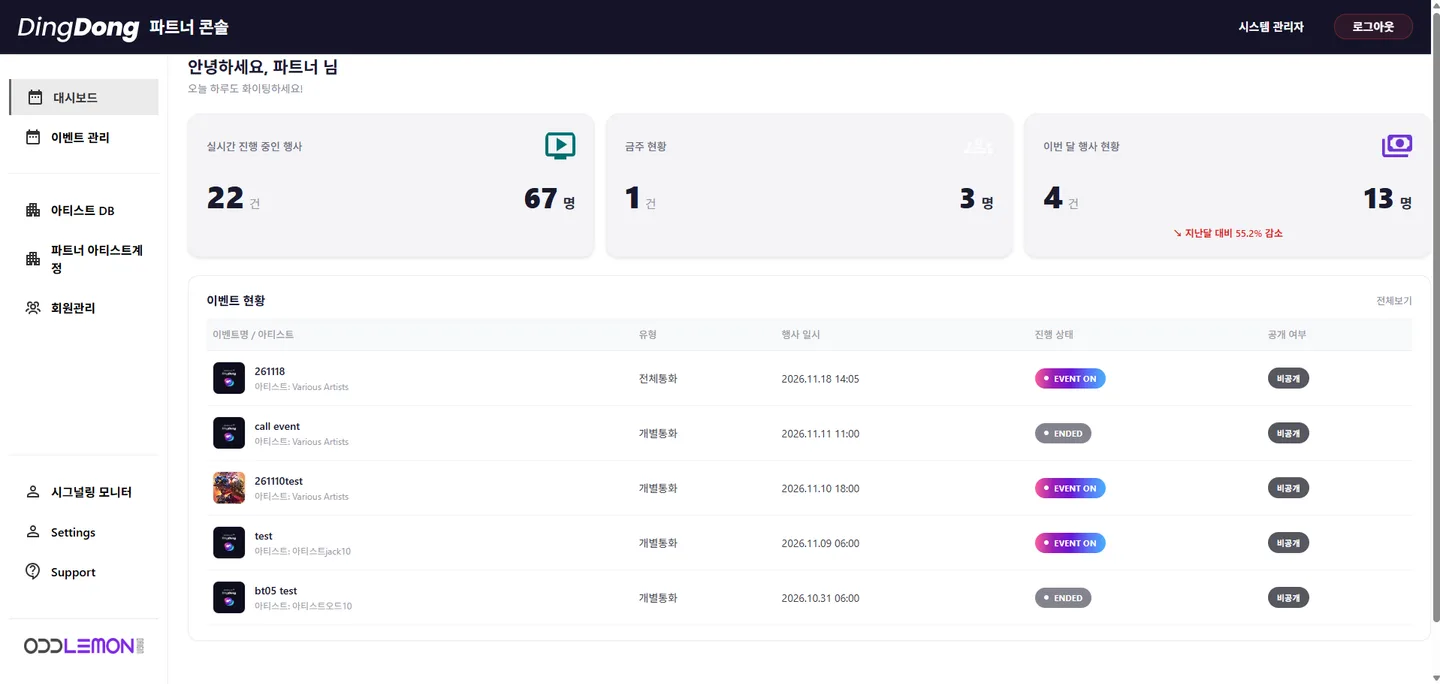 DingDong 파트너 콘솔
시스템 관리자
로그아웃
대시보드
이벤트 관리
아티스트 DB
파트너 아티스트계
정
회원관리
시그널링 모니터
Settings
Support
ODDLEMON
안녕하세요, 파트너 님
오늘 하루도 화이팅하세요!
실시간 진행 중인 행사
22 건
67 명
금주 현황
1 건
3 명
이번 달 행사 현황
4 건
13 명
↘ 지난달 대비 55.2% 감소
이벤트 현황
전체보기
이벤트명 / 아티스트 유형 행사 일시 진행 상태 공개 여부
261118
아티스트: Various Artists
전체통화
2026.11.18 14:05
EVENT ON
비공개
call event
아티스트: Various Artists
개별통화
2026.11.11 11:00
ENDED
비공개
261110test
아티스트: Various Artists
개별통화
2026.11.10 18:00
EVENT ON
비공개
test
아티스트: 아티스트jack10
개별통화
2026.11.09 06:00
EVENT ON
비공개
bt05 test
아티스트: 아티스트오드10
개별통화
2026.10.31 06:00
ENDED
비공개